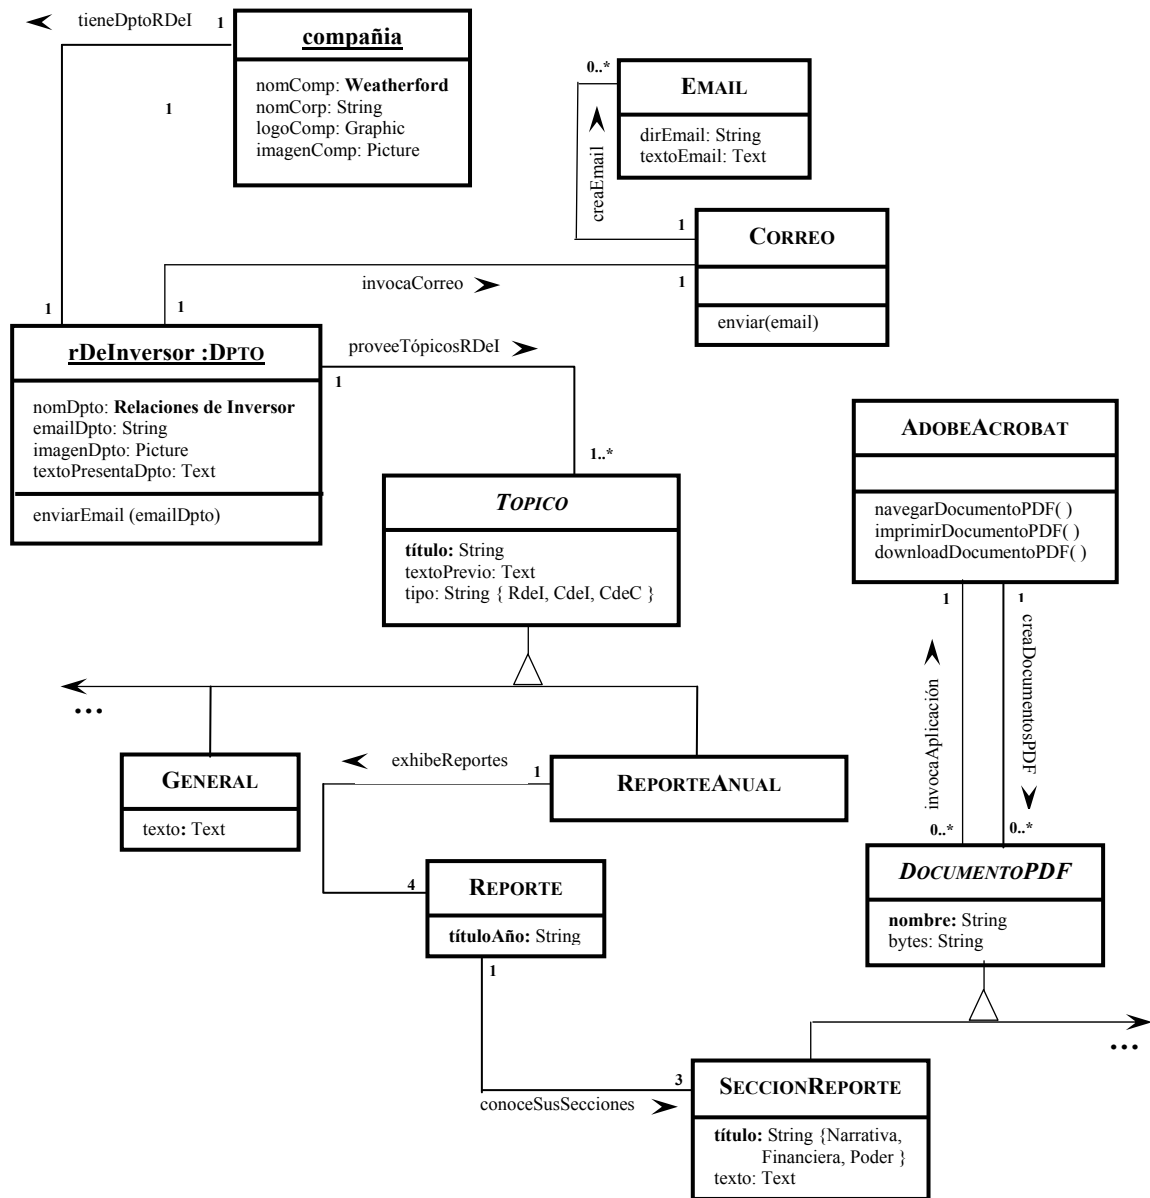 tieneDptoRDeI
1
compañia
nomComp: Weatherford
nomCorp: String
logoComp: Graphic
imagenComp: Picture
1
0..*
EMAIL
dirEmail: String
textoEmail: Text
creaEmail
1
CORREO
enviar(email)
invocaCorreo
1
1
1
rDeInversor :DPTO
nomDpto: Relaciones de Inversor
emailDpto: String
imagenDpto: Picture
textoPresentaDpto: Text
enviarEmail (emailDpto)
proveeTópicosRDeI
1
1..*
TOPICO
título: String
textoPrevio: Text
tipo: String { RdeI, CdeI, CdeC }
ADOBEACROBAT
navegarDocumentoPDF( )
imprimirDocumentoPDF( )
downloadDocumentoPDF( )
1
1
invocaAplicación
creaDocumentosPDF
0..*
0..*
...
GENERAL
texto: Text
exhibeReportes
1
REPORTEANUAL
4
REPORTE
títuloAño: String
1
DOCUMENTOPDF
nombre: String
bytes: String
...
conoceSusSecciones
3
SECCIONREPORTE
título: String {Narrativa,
Financiera, Poder }
texto: Text